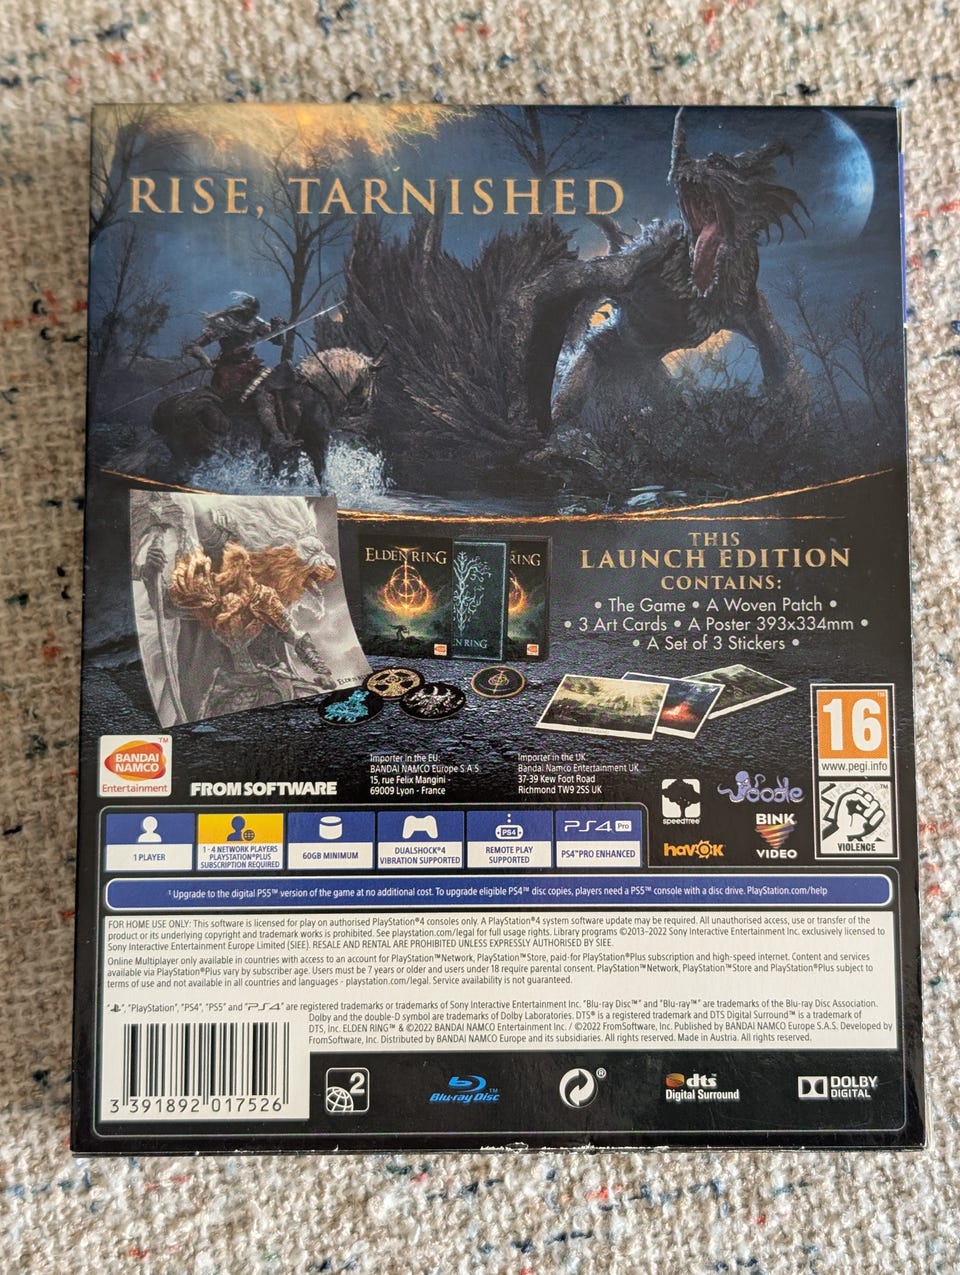 RISE, TARNISHED
ELDEN RING
RING
EN RING
THIS
LAUNCH EDITION
CONTAINS:
• The Game • A Woven Patch •
• 3 Art Cards • A Poster 393x334mm •
• A Set of 3 Stickers •
16
www.pegi.info
VIOLENCE
BANDAI
NAMCO
Entertainment
FROMSOFTWARE
Importer in the EU:
BANDAI NAMCO Europe S.A.S
15, rue Felix Mangini -
69009 Lyon - France
Importer in the UK:
Bandai Namco Entertainment UK
37-39 Kew Foot Road
Richmond TW9 2SS UK
speedtree
oodle
havok
BINK
VIDEO
1 PLAYER
1 - 4 NETWORK PLAYERS
PLAYSTATION®PLUS
SUBSCRIPTION REQUIRED
60GB MINIMUM
DUALSHOCK®4
VIBRATION SUPPORTED
PS4
REMOTE PLAY
SUPPORTED
PS4 Pro
PS4™PRO ENHANCED
¹ Upgrade to the digital PS5™ version of the game at no additional cost. To upgrade eligible PS4™ disc copies, players need a PS5™ console with a disc drive. PlayStation.com/help
FOR HOME USE ONLY: This software is licensed for play on authorised PlayStation®4 consoles only. A PlayStation®4 system software update may be required. All unauthorised access, use or transfer of the
product or its underlying copyright and trademark works is prohibited. See playstation.com/legal for full usage rights. Library programs ©2013-2022 Sony Interactive Entertainment Inc. exclusively licensed to
Sony Interactive Entertainment Europe Limited (SIEE). RESALE AND RENTAL ARE PROHIBITED UNLESS EXPRESSLY AUTHORISED BY SIEE.
Online Multiplayer only available in countries with access to an account for PlayStation™Network, PlayStation™Store, paid-for PlayStation®Plus subscription and high-speed internet. Content and services
available via PlayStation®Plus vary by subscriber age. Users must be 7 years or older and users under 18 require parental consent. PlayStation™Network, PlayStation™Store and PlayStation®Plus subject to
terms of use and not available in all countries and languages - playstation.com/legal. Service availability is not guaranteed.
"PlayStation", "PS4", "PS5" and "PS4" are registered trademarks or trademarks of Sony Interactive Entertainment Inc. "Blu-ray Disc™" and "Blu-ray™" are trademarks of the Blu-ray Disc Association.
Dolby and the double-D symbol are trademarks of Dolby Laboratories. DTS® is a registered trademark and DTS Digital Surround™ is a trademark of
DTS, Inc. ELDEN RING™ & ©2022 BANDAI NAMCO Entertainment Inc. / ©2022 FromSoftware, Inc. Published by BANDAI NAMCO Europe S.A.S. Developed by
FromSoftware, Inc. Distributed by BANDAI NAMCO Europe and its subsidiaries. All rights reserved. Made in Austria. All rights reserved.
3 391892 017526
2
Blu-ray Disc™
®
dts
Digital Surround
DOLBY
DIGITAL™